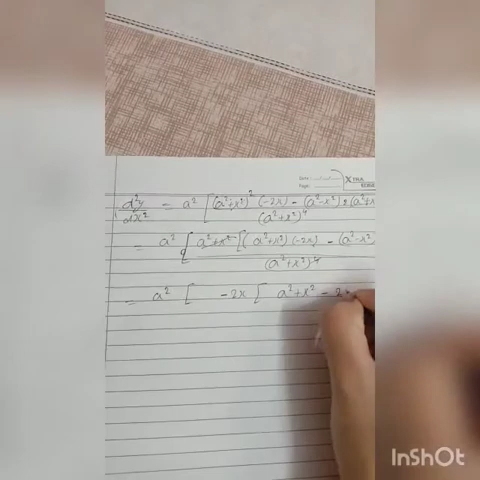 Date :
Page :
XTRA
d²y/dx² = a² [(a²+x²)² (-2x) - (a²-x²) 2 (a²+x
(a²+x²)⁴
= a² [a²+x² [(a²+x²) (-2x) - (a²-x²)
(a²+x²)⁴
= a² [ -2x [ a²+x² - 2
InShOt